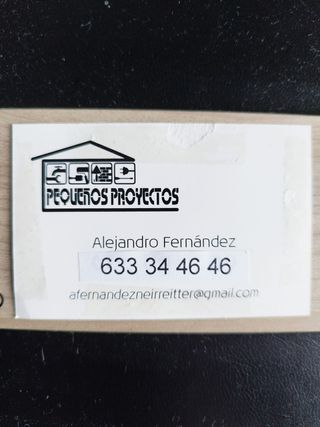 PEQUEÑOS PROYECTOS
Alejandro Fernández
633 34 46 46
afernandezneirreitter@gmail.com